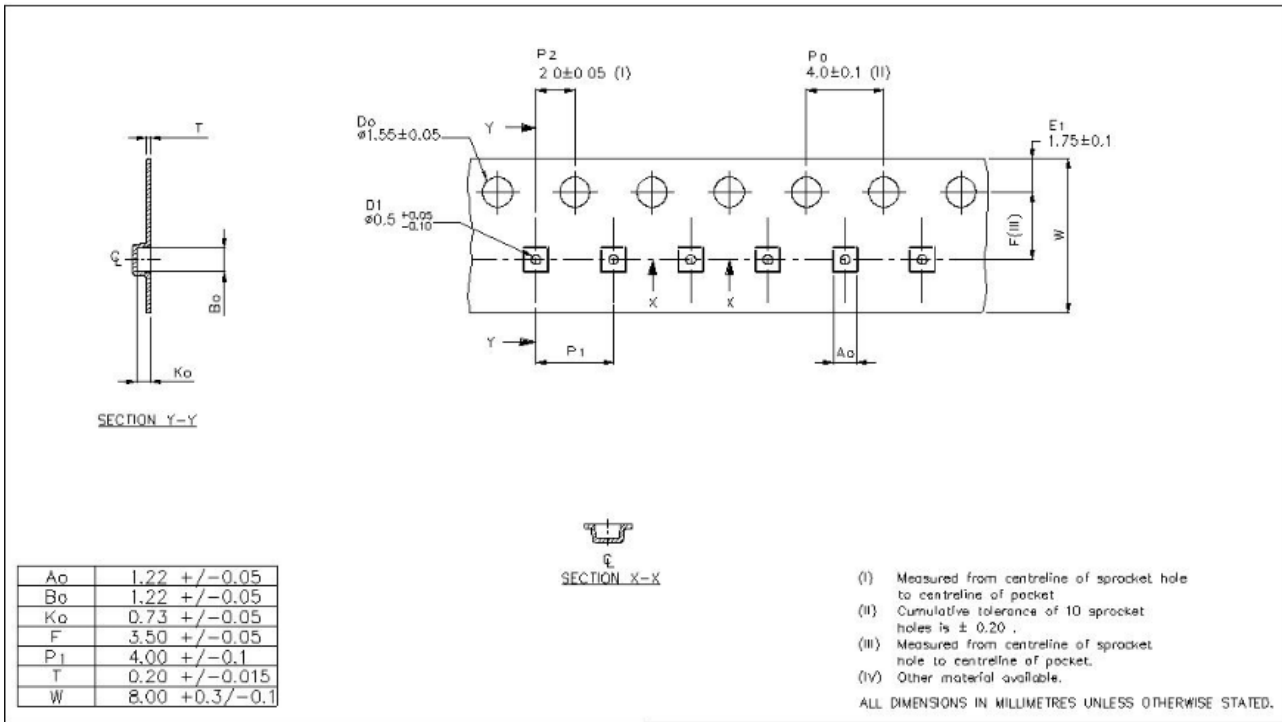 P2
2.0±0.05 (I)
Po
4.0±0.1 (II)
T
Do
ø1.55±0.05
Y
E1
1.75±0.1
D1
ø0.5 +0.05
-0.10
F(III)
W
℄
Bo
X
X
Y
P1
Ao
Ko
SECTION Y-Y
℄
SECTION X-X
Ao 1.22 +/-0.05
Bo 1.22 +/-0.05
Ko 0.73 +/-0.05
F 3.50 +/-0.05
P1 4.00 +/-0.1
T 0.20 +/-0.015
W 8.00 +0.3/-0.1
(I) Measured from centreline of sprocket hole
to centreline of pocket
(II) Cumulative tolerance of 10 sprocket
holes is ± 0.20 .
(III) Measured from centreline of sprocket
hole to centreline of pocket.
(IV) Other material available.
ALL DIMENSIONS IN MILLIMETRES UNLESS OTHERWISE STATED.